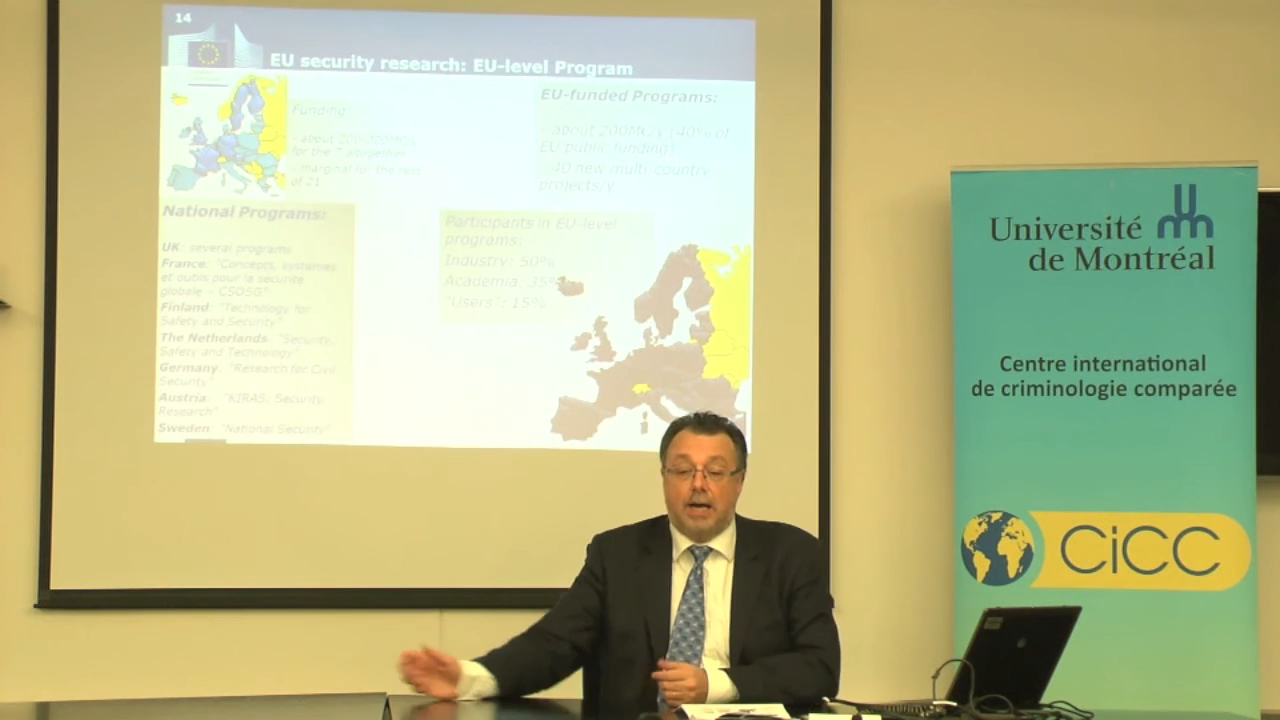 14
EU security research: EU-level Program
Funding:
for the 7 altogether
- marginal for the rest
of 21
EU-funded Programs:
(40% of
EU public funding)
- 40 new multi-country
projects/y
National Programs:
UK: several programs
France: "Concepts, systèmes
et outils pour la sécurité
globale – CSOSG"
Finland: "Technology for
Safety and Security"
The Netherlands: "Security,
Safety and Technology"
Germany: "Research for Civil
Security"
Austria: "KIRAS: Security
Research"
Sweden: "National Security"
Participants in EU-level
programs:
Industry: 50%
Academia: 35%
"Users": 15%
Université
de Montréal
Centre international
de criminologie comparée
CiCC